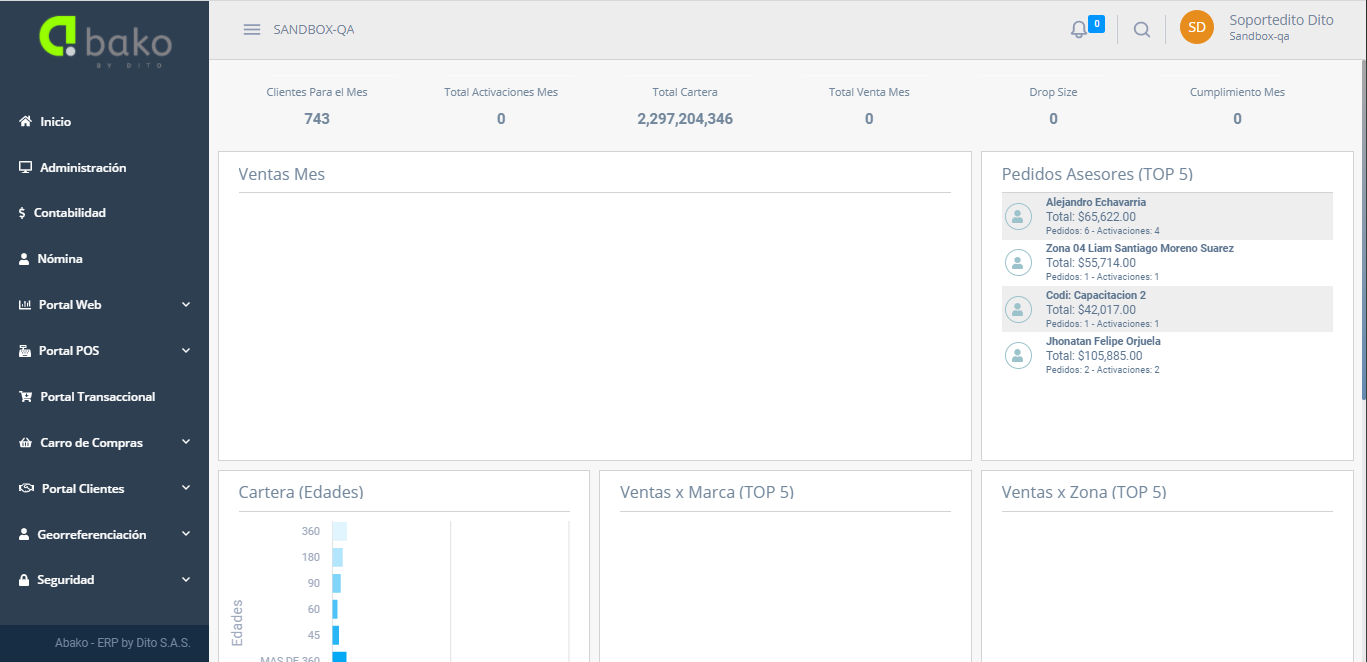 bako
BY DITO
SANDBOX-QA
0
SD
Soportedito Dito
Sandbox-qa
Inicio
Administración
Contabilidad
Nómina
Portal Web
Portal POS
Portal Transaccional
Carro de Compras
Portal Clientes
Georreferenciación
Seguridad
Abako - ERP by Dito S.A.S.
Clientes Para el Mes
743
Total Activaciones Mes
0
Total Cartera
2,297,204,346
Total Venta Mes
0
Drop Size
0
Cumplimiento Mes
0
Ventas Mes
Pedidos Asesores (TOP 5)
Alejandro Echavarria
Total: $65,622.00
Pedidos: 6 - Activaciones: 4
Zona 04 Liam Santiago Moreno Suarez
Total: $55,714.00
Pedidos: 1 - Activaciones: 1
Codi: Capacitacion 2
Total: $42,017.00
Pedidos: 1 - Activaciones: 1
Jhonatan Felipe Orjuela
Total: $105,885.00
Pedidos: 2 - Activaciones: 2
Cartera (Edades)
Edades
360
180
90
60
45
MAS DE 360
Ventas x Marca (TOP 5)
Ventas x Zona (TOP 5)